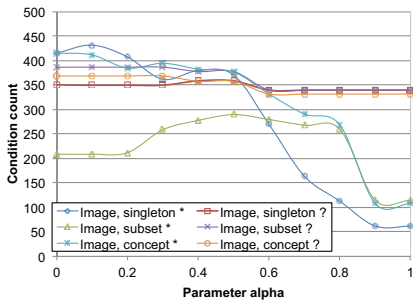 500
450
400
350
300
250
200
150
100
50
0
Condition count
Image, singleton *
Image, singleton ?
Image, subset *
Image, subset ?
Image, concept *
Image, concept ?
0
0.2
0.4
0.6
0.8
1
Parameter alpha